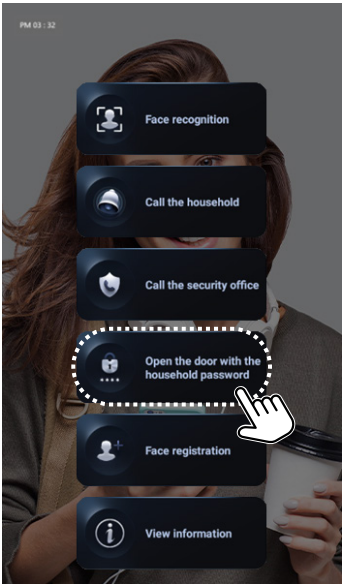 PM 03 : 32
Face recognition
Call the household
Call the security office
Open the door with the
household password
Face registration
View information